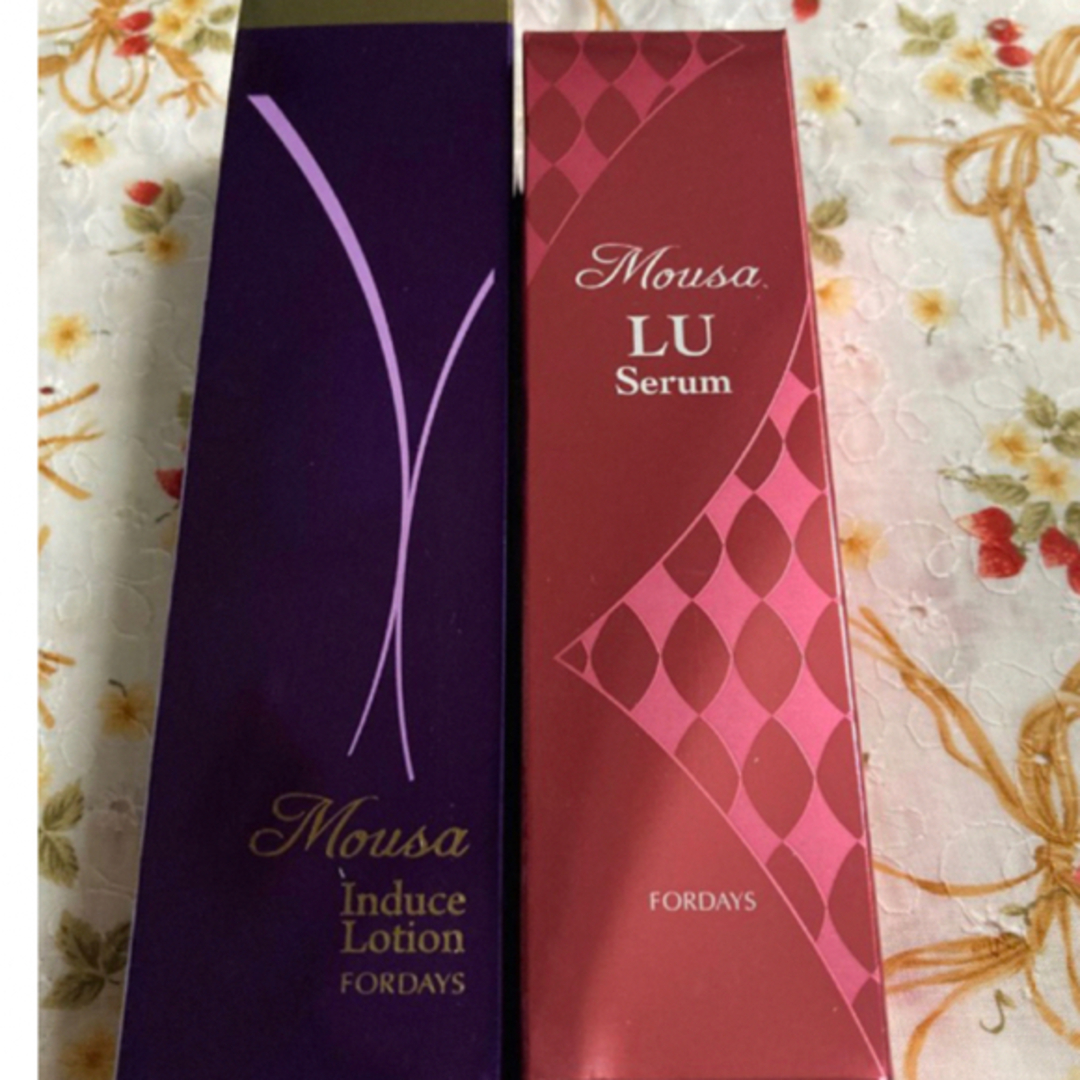 Mousa
Induce
Lotion
FORDAYS
Mousa
LU
Serum
FORDAYS